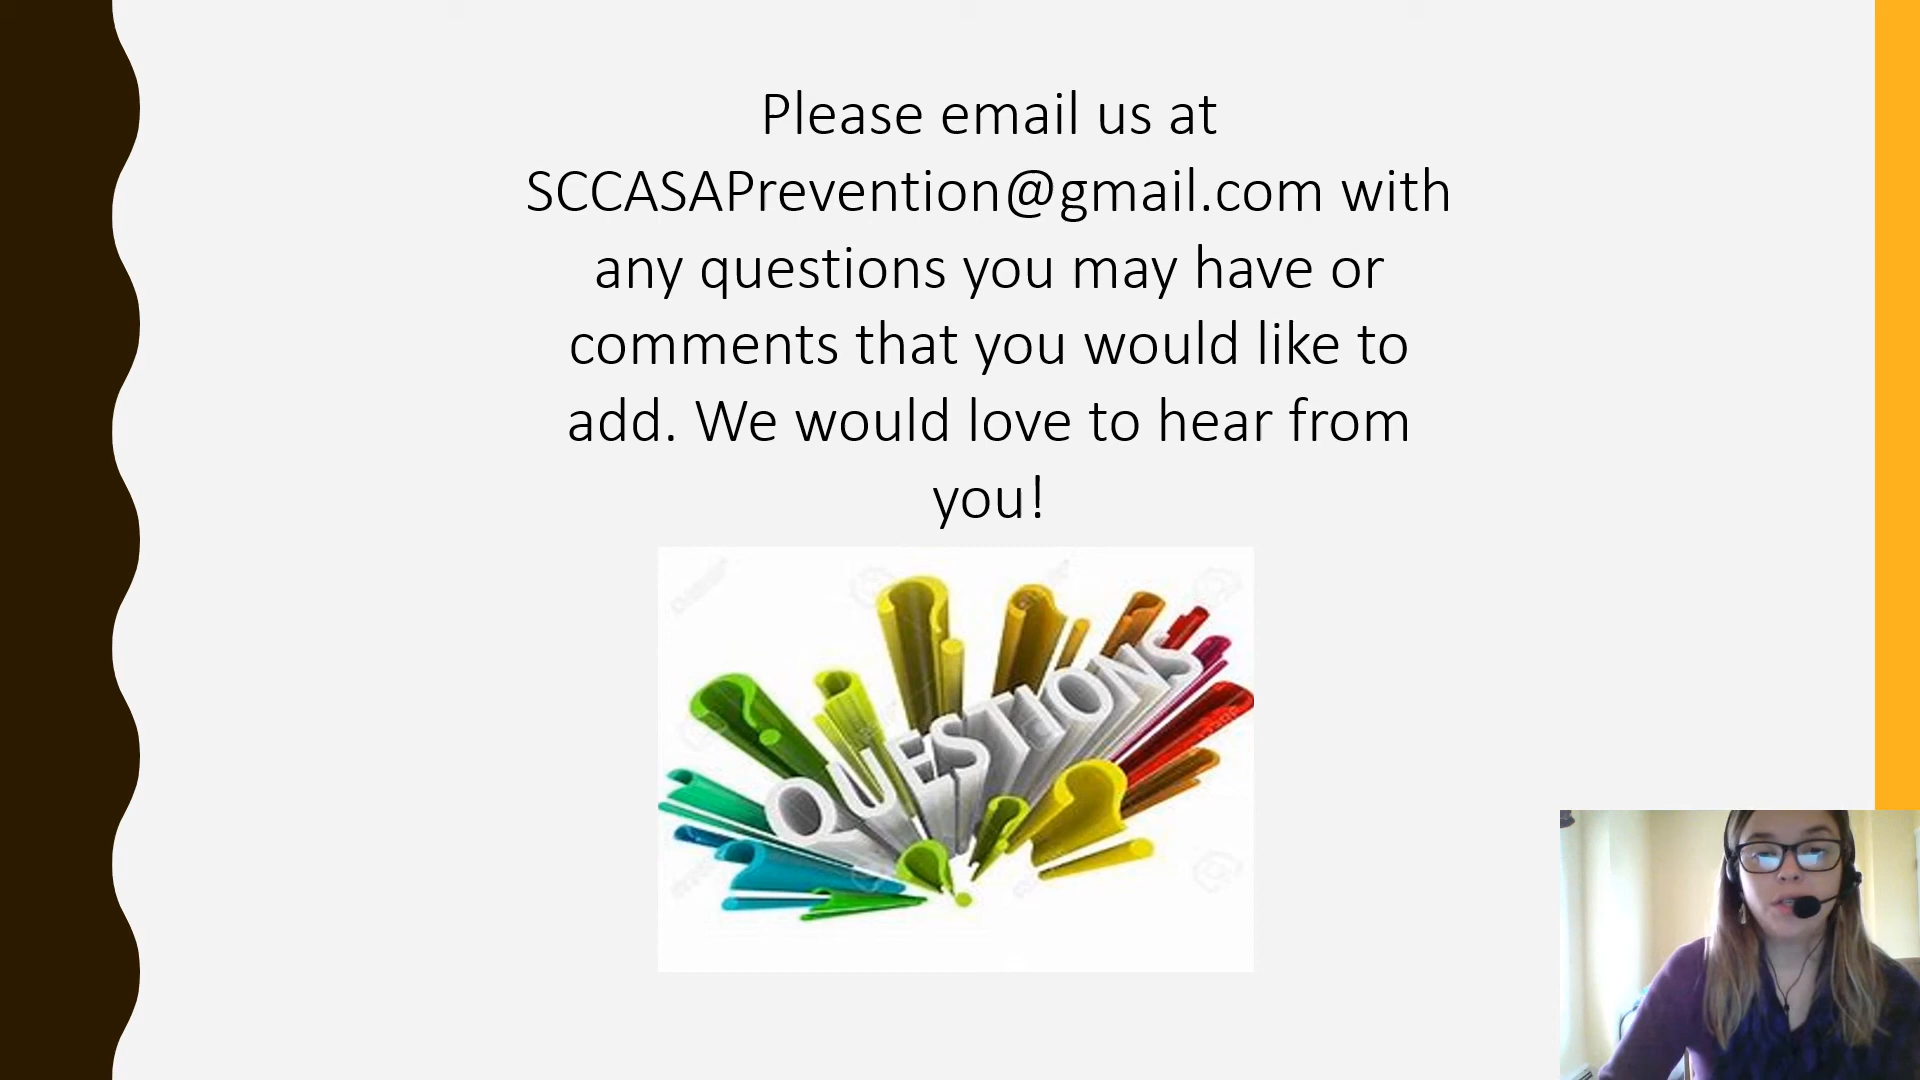 Please email us at
SCCASAPrevention@gmail.com with
any questions you may have or
comments that you would like to
add. We would love to hear from
you!
QUESTIONS